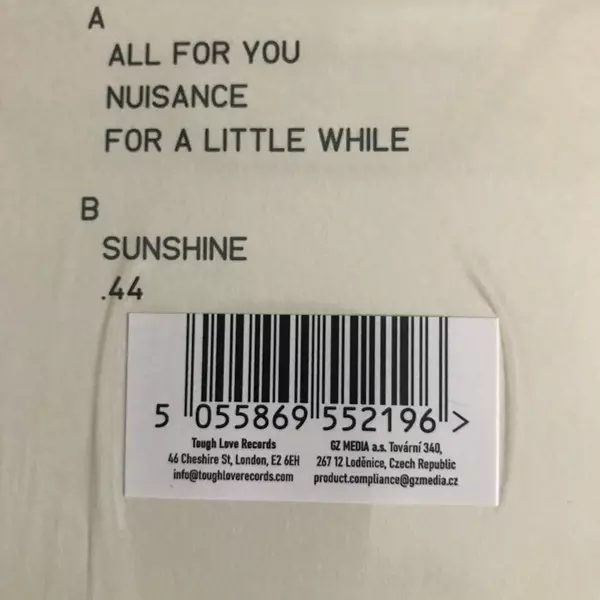 A
ALL FOR YOU
NUISANCE
FOR A LITTLE WHILE
B
SUNSHINE
.44
5 055869 552196 >
Tough Love Records
46 Cheshire St, London, E2 6EH
info@toughloverecords.com
GZ MEDIA a.s. Tovární 340,
267 12 Loděnice, Czech Republic
product.compliance@gzmedia.cz